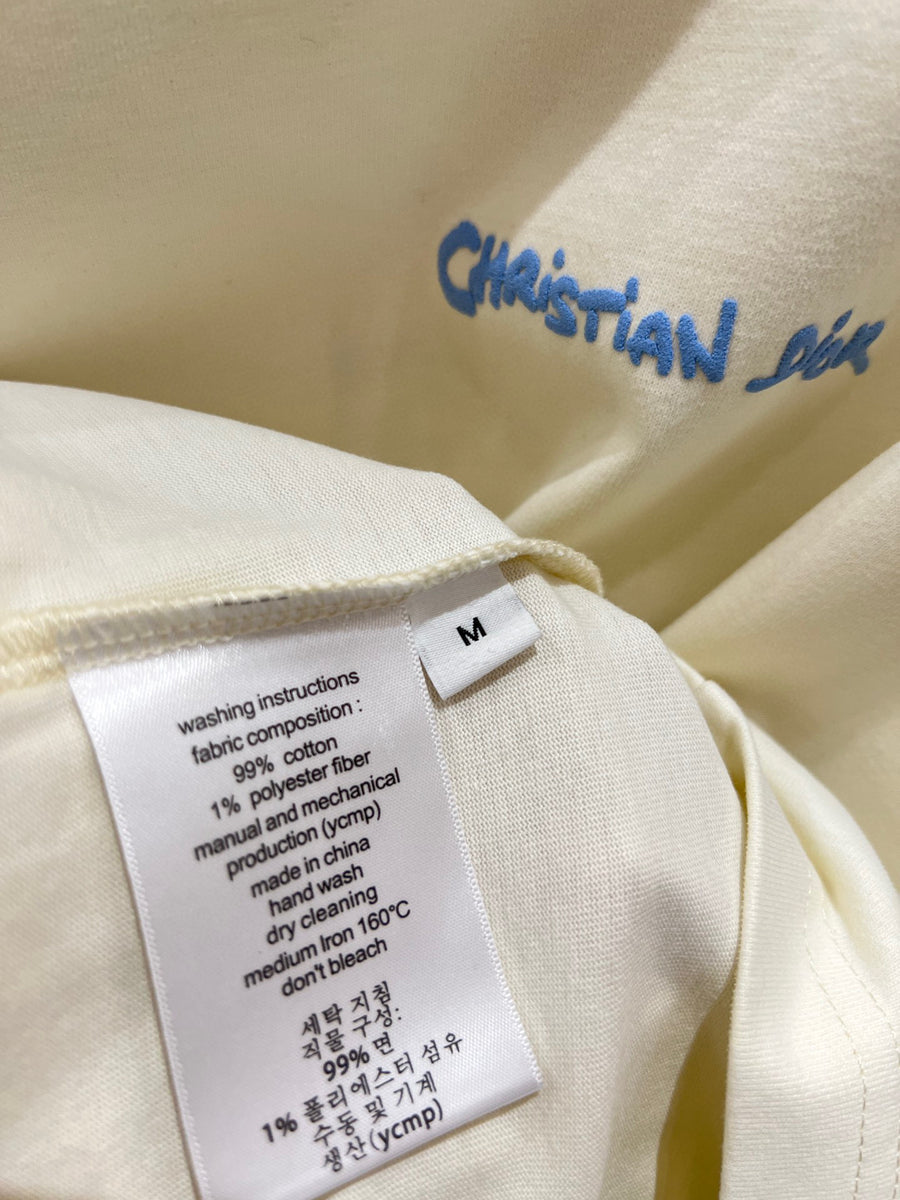 CHRiSTiAN Dior
M
washing instructions
fabric composition :
99% cotton
1% polyester fiber
manual and mechanical
production (ycmp)
made in china
hand wash
dry cleaning
medium Iron 160°C
don't bleach
세탁 지침
직물 구성:
99% 면
1% 폴리에스터 섬유
수동 및 기계
생산(ycmp)